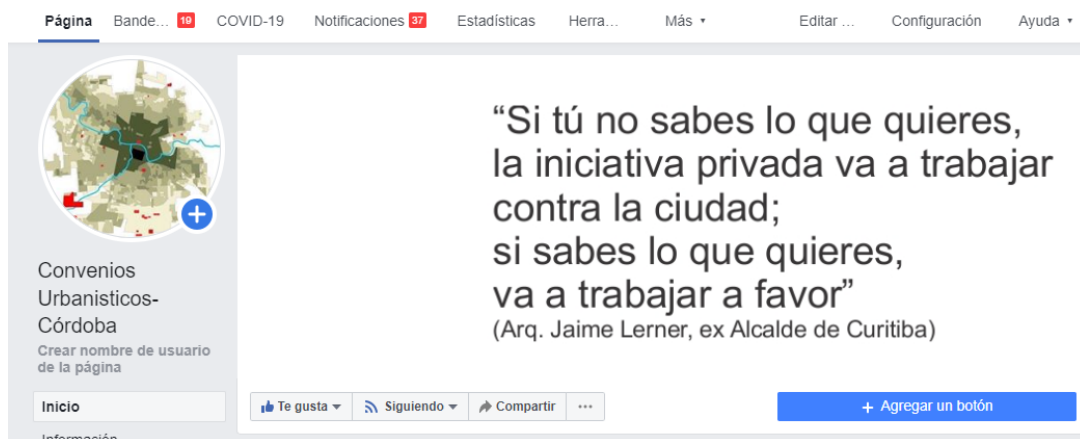 Página Bande... 19 COVID-19 Notificaciones 37 Estadísticas Herra... Más Editar ... Configuración Ayuda
“Si tú no sabes lo que quieres,
la iniciativa privada va a trabajar
contra la ciudad;
si sabes lo que quieres,
va a trabajar a favor”
(Arq. Jaime Lerner, ex Alcalde de Curitiba)
Convenios
Urbanisticos-
Córdoba
Crear nombre de usuario
de la página
Inicio
Te gusta Siguiendo Compartir ...
+ Agregar un botón
Información